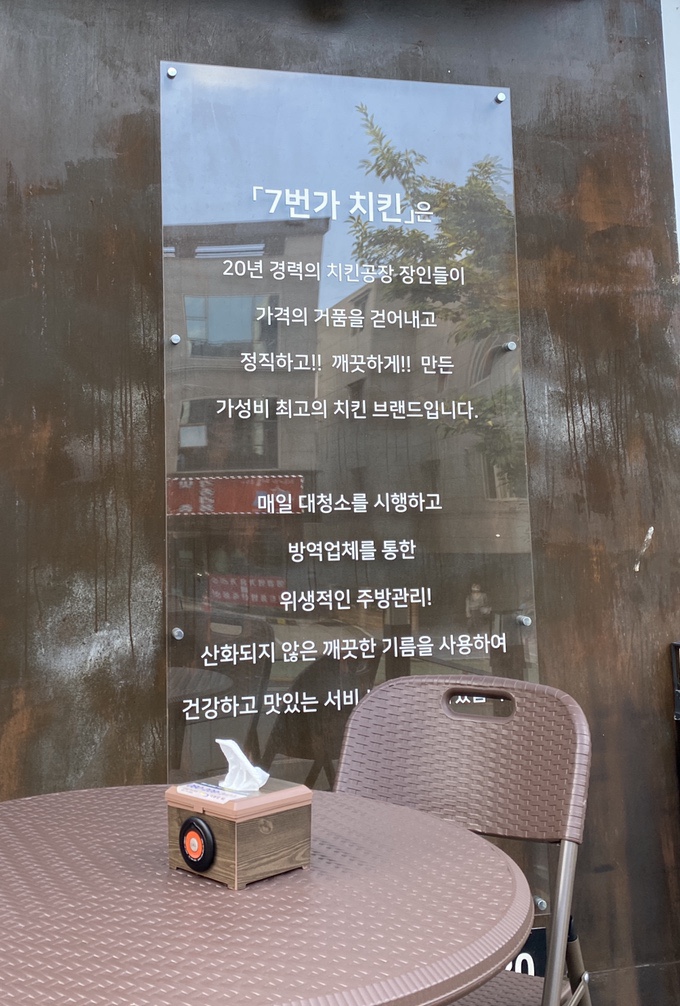 「7번가 치킨」은
20년 경력의 치킨공장 장인들이
가격의 거품을 걷어내고
정직하고!! 깨끗하게!! 만든
가성비 최고의 치킨 브랜드입니다.
매일 대청소를 시행하고
방역업체를 통한
위생적인 주방관리!
산화되지 않은 깨끗한 기름을 사용하여
건강하고 맛있는